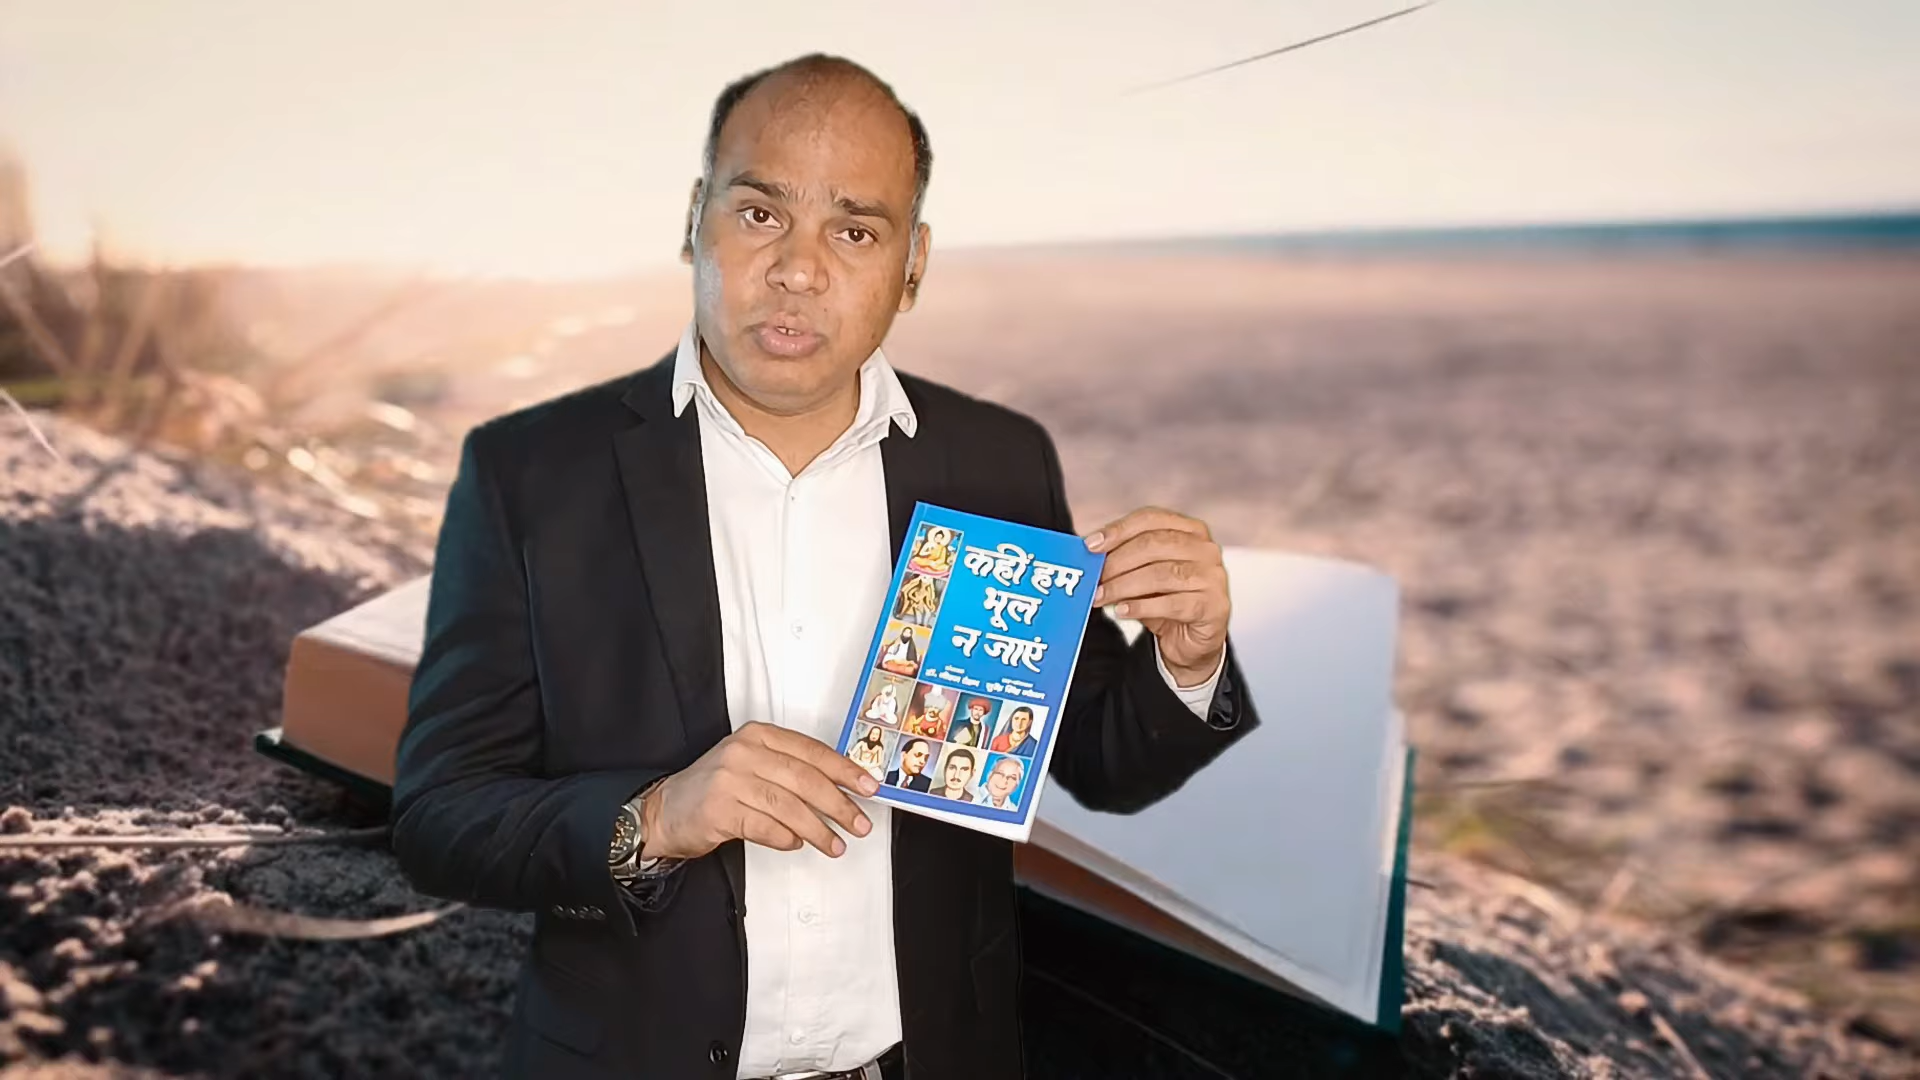 कहीं हम
भूल
न जाएं
डॉ.
सिंह